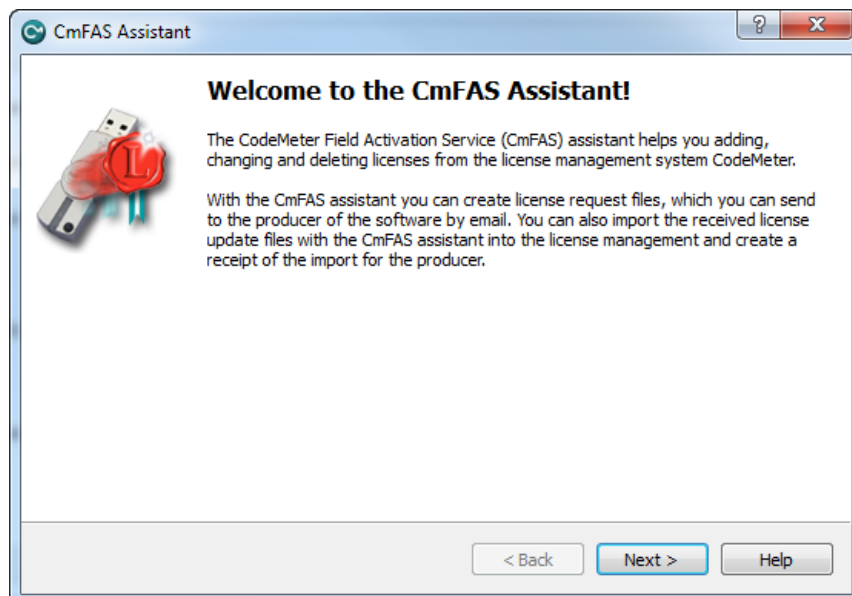 CmFAS Assistant
Welcome to the CmFAS Assistant!
The CodeMeter Field Activation Service (CmFAS) assistant helps you adding,
changing and deleting licenses from the license management system CodeMeter.
With the CmFAS assistant you can create license request files, which you can send
to the producer of the software by email. You can also import the received license
update files with the CmFAS assistant into the license management and create a
receipt of the import for the producer.
L
< Back
Next >
Help